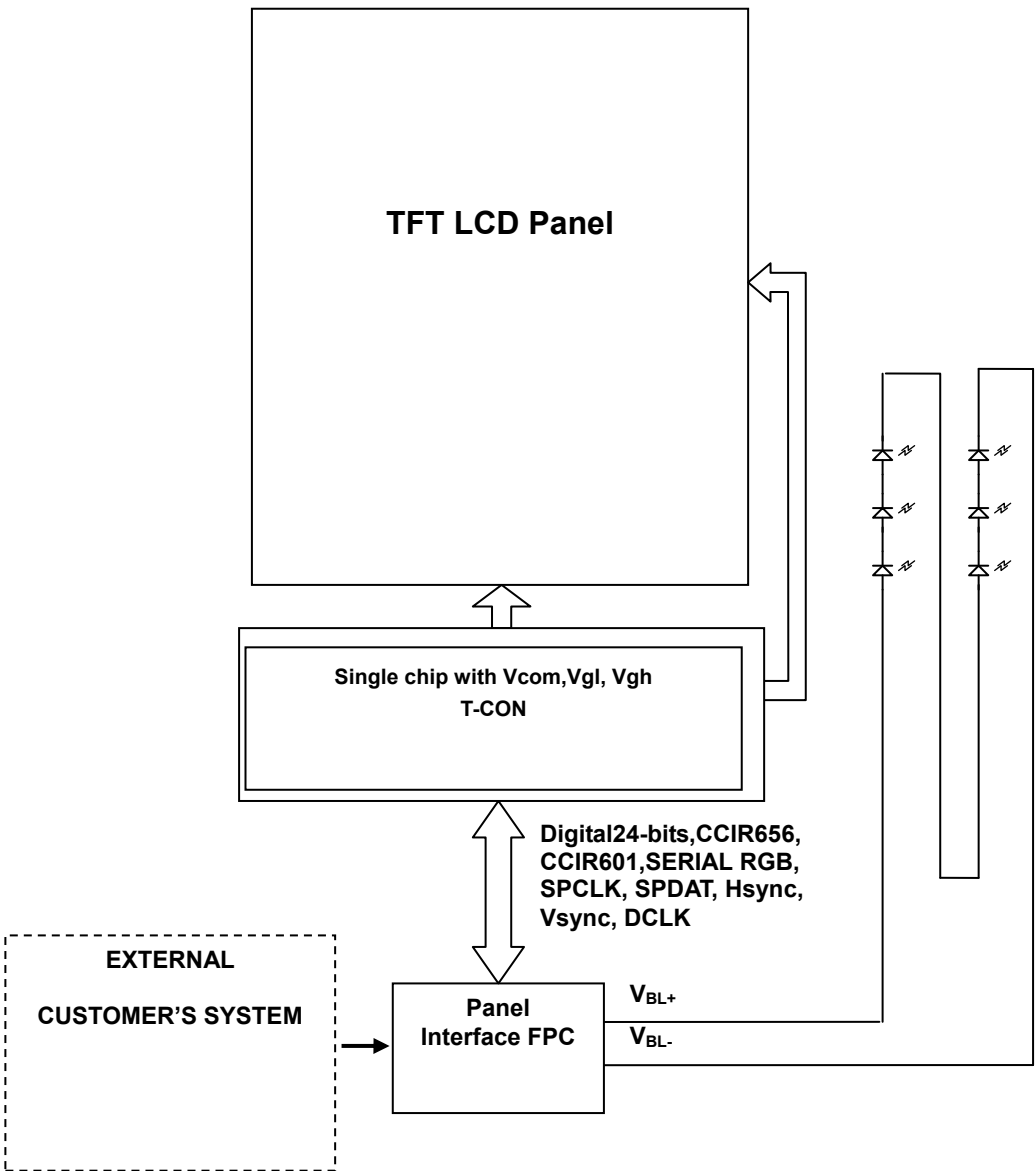 TFT LCD Panel
Single chip with Vcom,Vgl, Vgh
T-CON
Digital24-bits,CCIR656,
CCIR601,SERIAL RGB,
SPCLK, SPDAT, Hsync,
Vsync, DCLK
EXTERNAL
CUSTOMER'S SYSTEM
Panel
Interface FPC
VBL+
VBL-